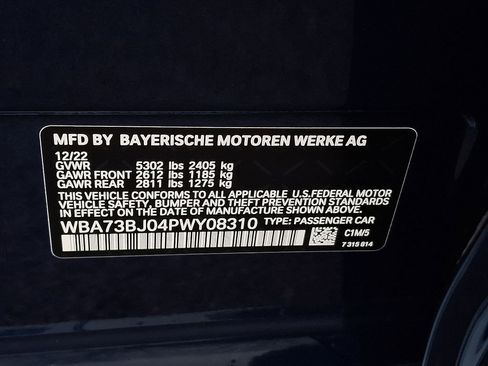 MFD BY BAYERISCHE MOTOREN WERKE AG
12/22
GVWR 5302 lbs 2405 kg
GAWR FRONT 2612 lbs 1185 kg
GAWR REAR 2811 lbs 1275 kg
THIS VEHICLE CONFORMS TO ALL APPLICABLE U.S.FEDERAL MOTOR
VEHICLE SAFETY, BUMPER, AND THEFT PREVENTION STANDARDS
IN EFFECT ON THE DATE OF MANUFACTURE SHOWN ABOVE.
WBA73BJ04PWY08310 TYPE: PASSENGER CAR
C1M/5
7 315 814